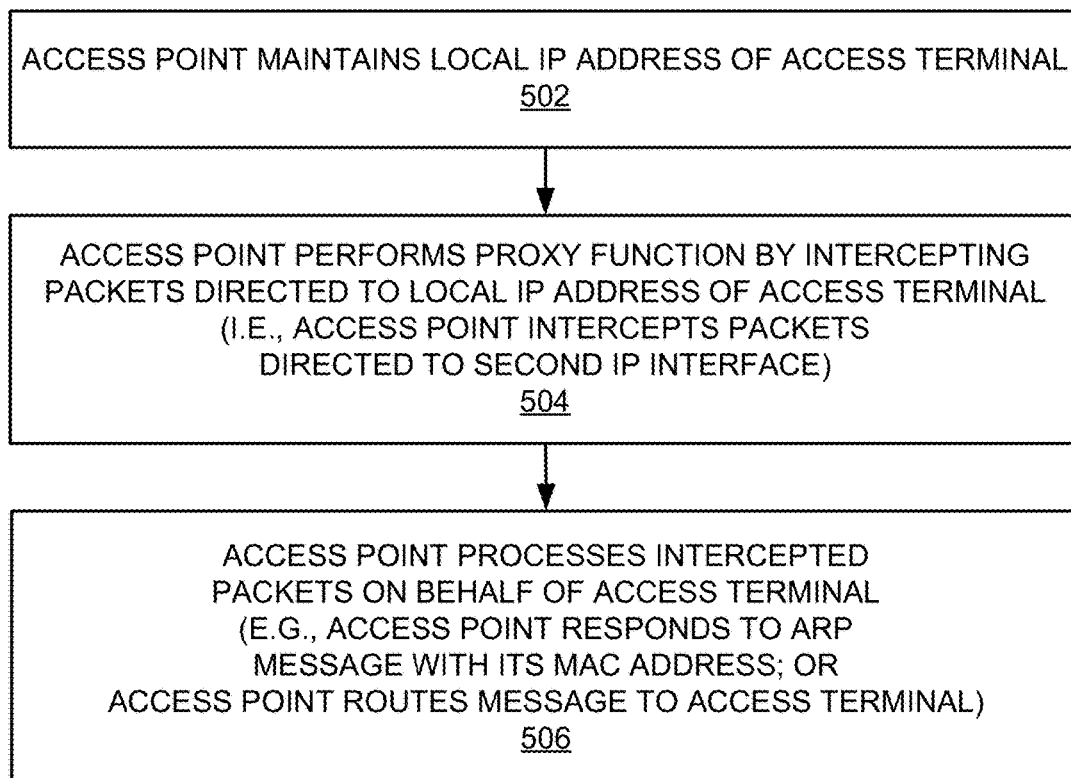 ACCESS POINT MAINTAINS LOCAL IP ADDRESS OF ACCESS TERMINAL
502
ACCESS POINT PERFORMS PROXY FUNCTION BY INTERCEPTING
PACKETS DIRECTED TO LOCAL IP ADDRESS OF ACCESS TERMINAL
(I.E., ACCESS POINT INTERCEPTS PACKETS
DIRECTED TO SECOND IP INTERFACE)
504
ACCESS POINT PROCESSES INTERCEPTED
PACKETS ON BEHALF OF ACCESS TERMINAL
(E.G., ACCESS POINT RESPONDS TO ARP
MESSAGE WITH ITS MAC ADDRESS; OR
ACCESS POINT ROUTES MESSAGE TO ACCESS TERMINAL)
506